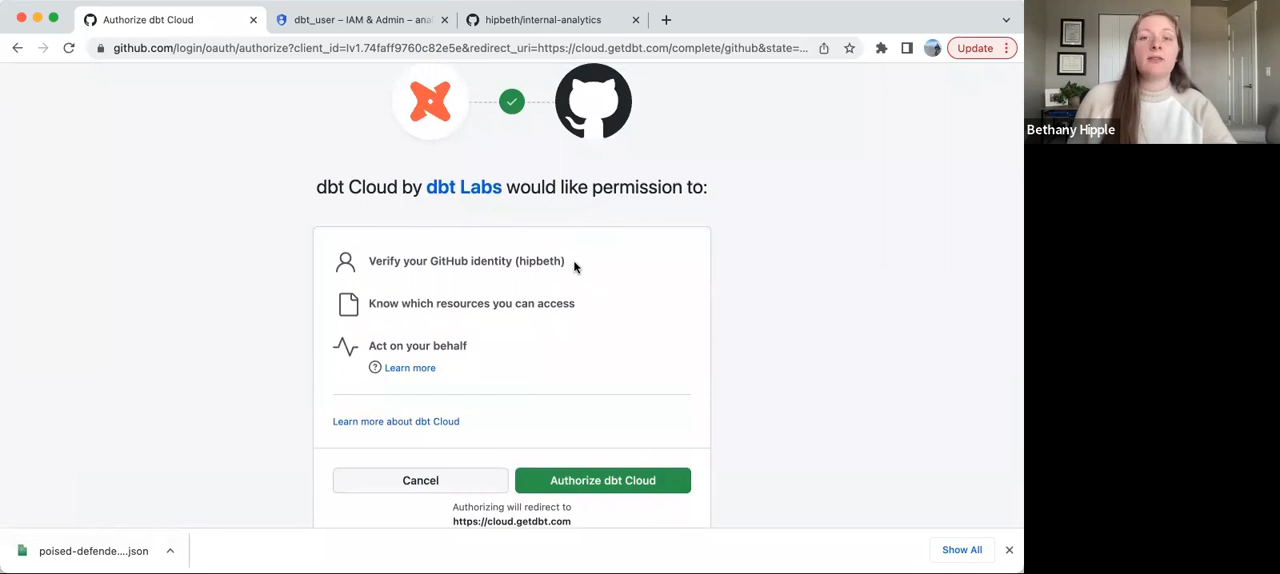 Authorize dbt Cloud
dbt_user – IAM & Admin – anal
hipbeth/internal-analytics
github.com/login/oauth/authorize?client_id=Iv1.74faff9760c82e5e&redirect_uri=https://cloud.getdbt.com/complete/github&state=...
Update
Bethany Hipple
dbt Cloud by dbt Labs would like permission to:
Verify your GitHub identity (hipbeth)
Know which resources you can access
Act on your behalf
? Learn more
Learn more about dbt Cloud
Cancel
Authorize dbt Cloud
Authorizing will redirect to
https://cloud.getdbt.com
poised-defende....json
Show All